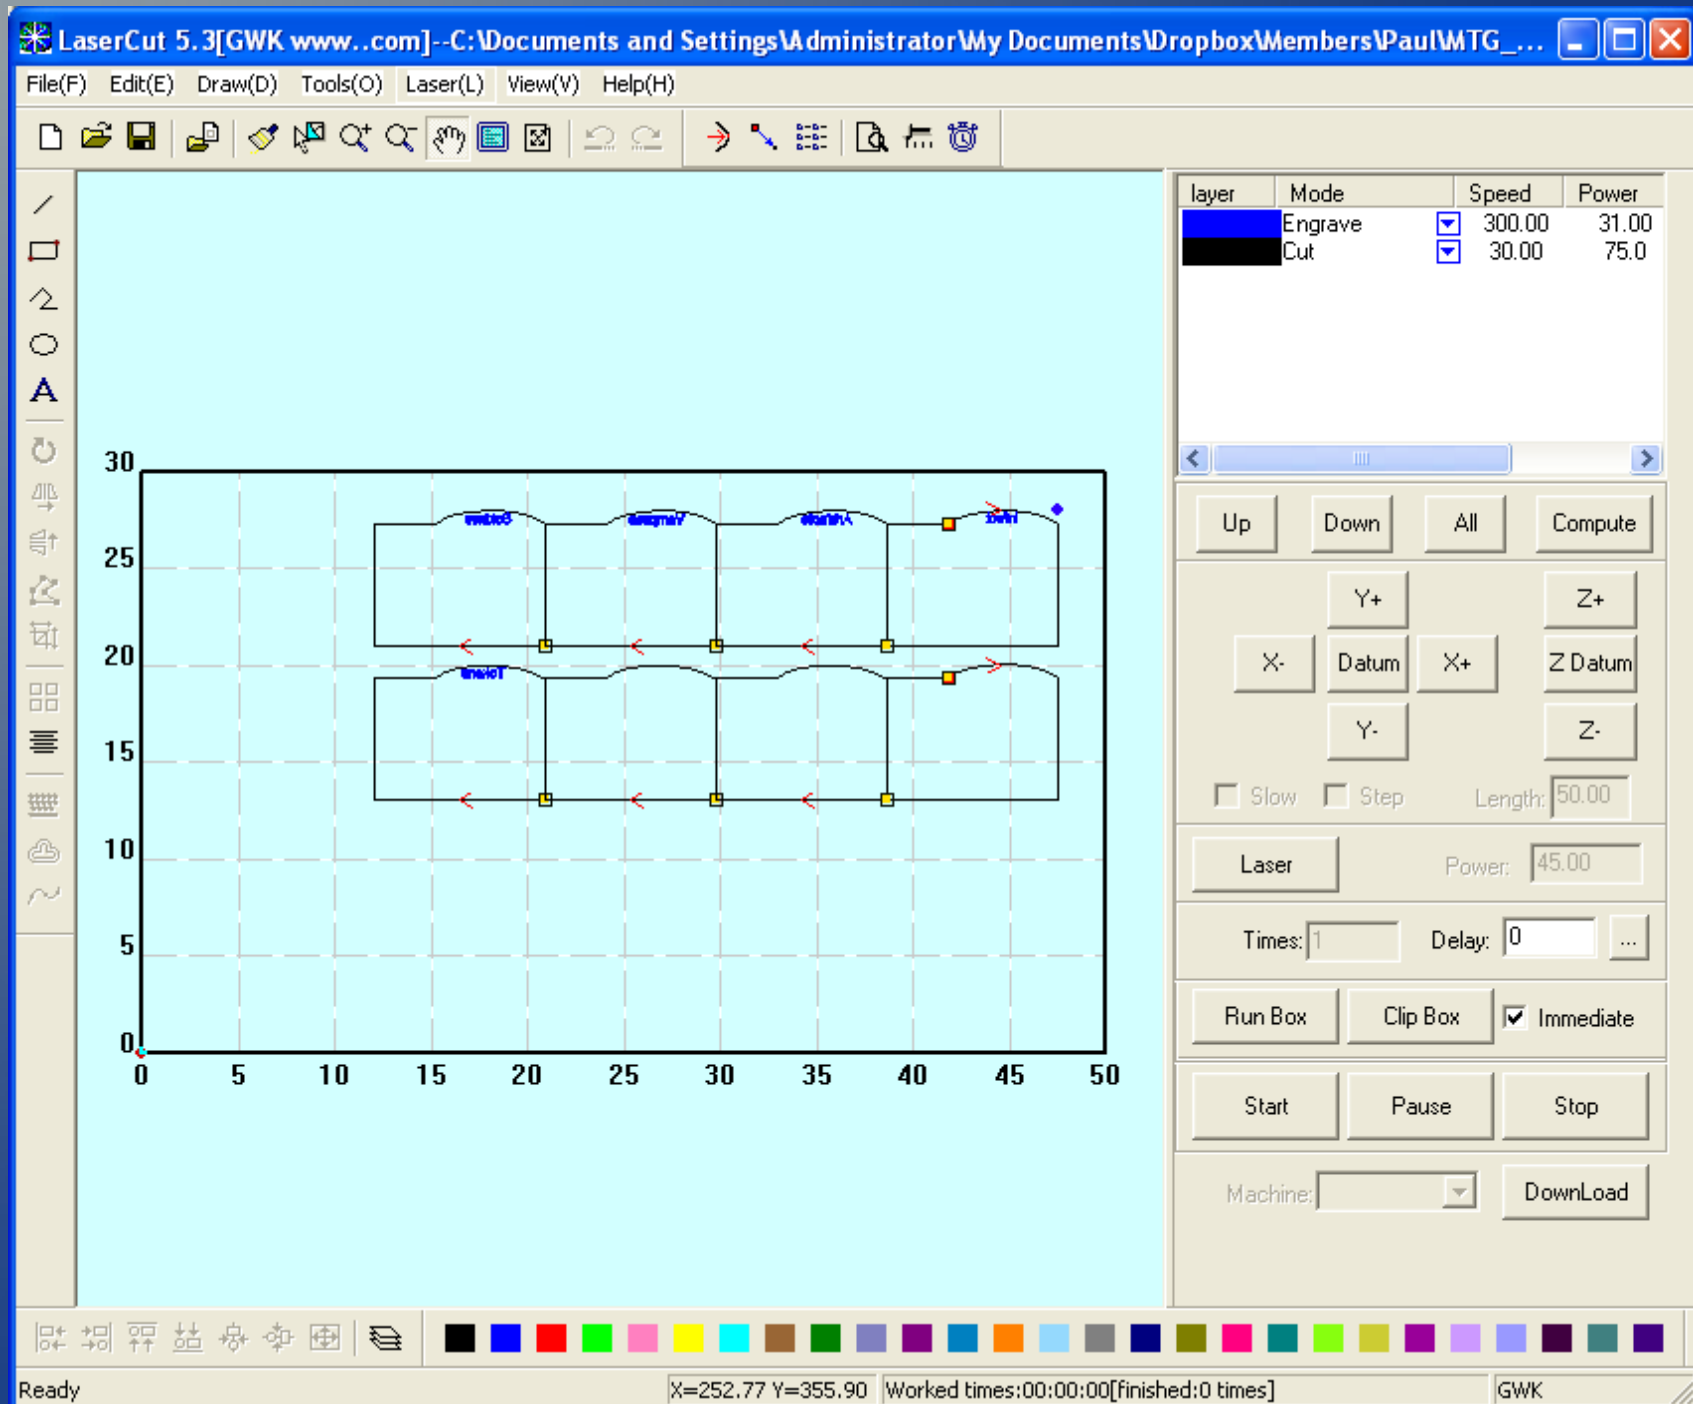 LaserCut 5.3[GWK www..com]--C:\Documents and Settings\Administrator\My Documents\Dropbox\Members\Paul\MTG_...
File(F) Edit(E) Draw(D) Tools(O) Laser(L) View(V) Help(H)
A
layer Mode Speed Power
Engrave 300.00 31.00
Cut 30.00 75.0
30
25
20
15
10
5
0
0 5 10 15 20 25 30 35 40 45 50
Up Down All Compute
Y+ Z+
X- Datum X+ Z Datum
Y- Z-
Slow Step Length: 50.00
Laser Power: 45.00
Times: 1 Delay: 0 ...
Run Box Clip Box Immediate
Start Pause Stop
Machine: DownLoad
Ready X=252.77 Y=355.90 Worked times:00:00:00[finished:0 times] GWK